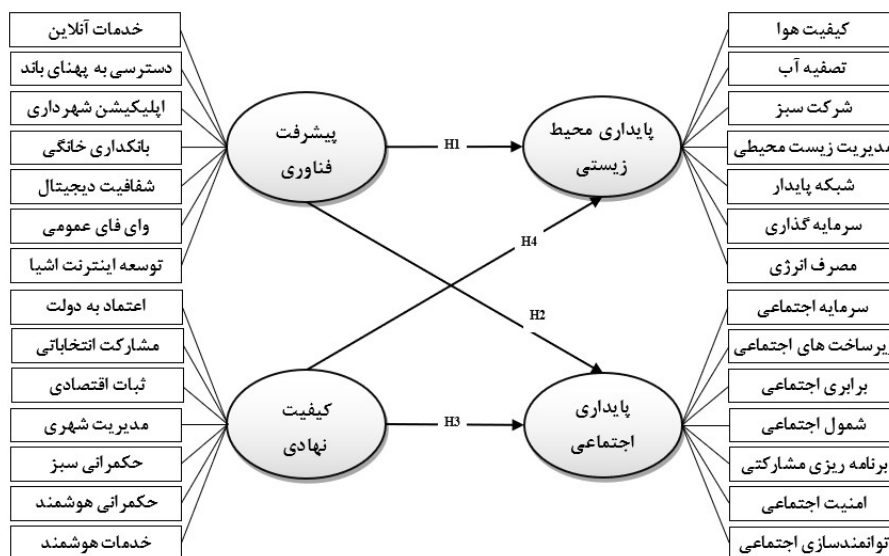 خدمات آنلاین
دسترسی به پهنای باند
اپلیکیشن شهرداری
بانکداری خانگی
شفافیت دیجیتال
وای فای عمومی
توسعه اینترنت اشیا
اعتماد به دولت
مشارکت انتخاباتی
ثبات اقتصادی
مدیریت شهری
حکمرانی سبز
حکمرانی هوشمند
خدمات هوشمند
پیشرفت
فناوری
کیفیت
نهادی
H1
H4
H2
H3
پایداری محیط
زیستی
پایداری
اجتماعی
کیفیت هوا
تصفیه آب
شرکت سبز
مدیریت زیست محیطی
شبکه پایدار
سرمایه گذاری
مصرف انرژی
سرمایه اجتماعی
زیرساخت های اجتماعی
برابری اجتماعی
شمول اجتماعی
برنامه ریزی مشارکتی
امنیت اجتماعی
توانمندسازی اجتماعی